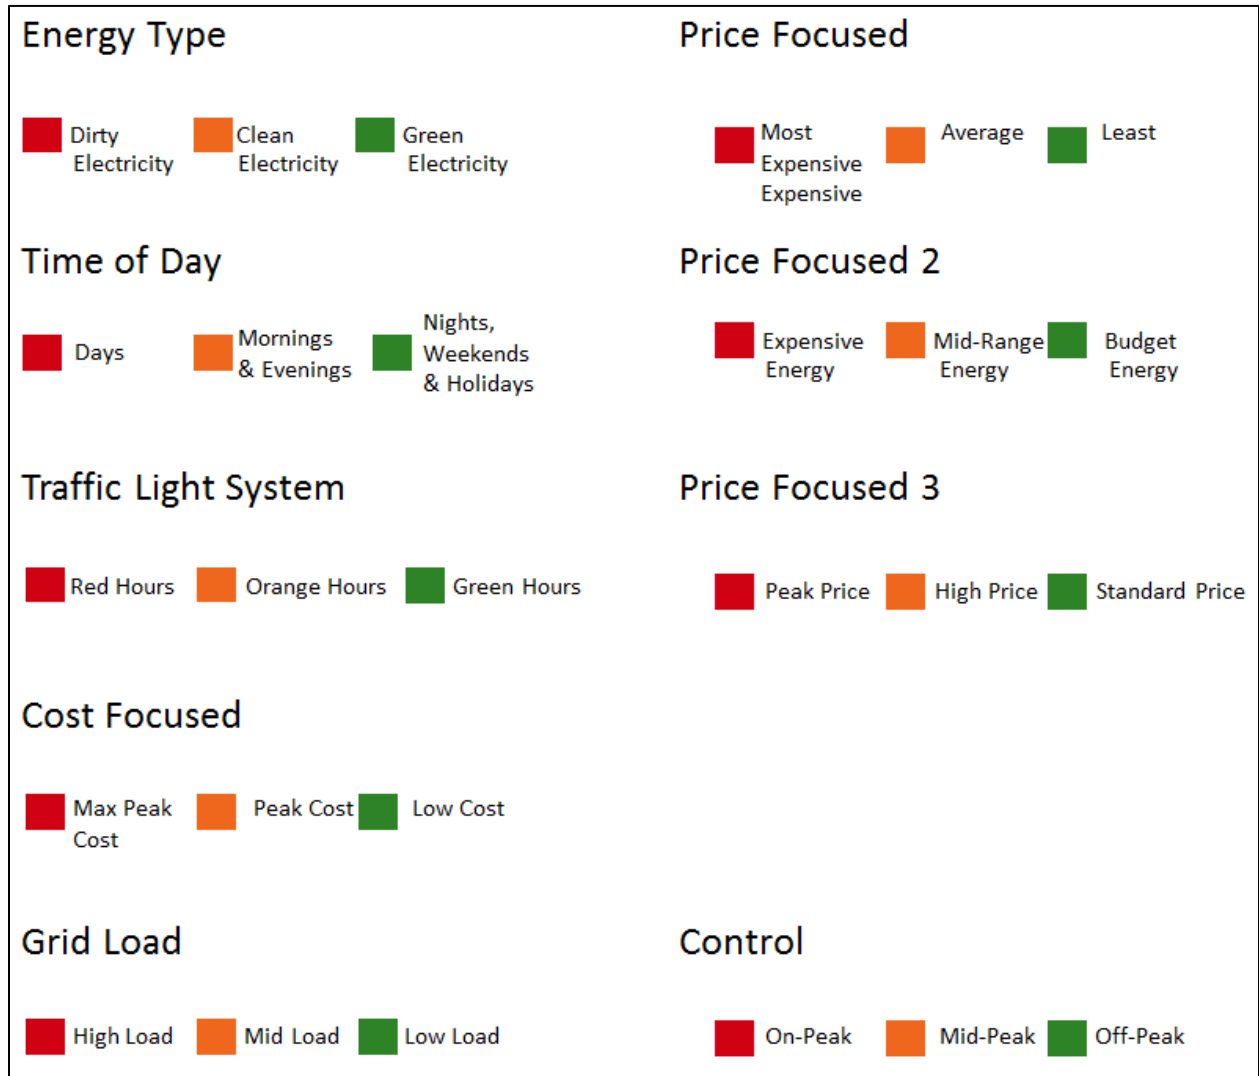 Energy Type
Dirty Electricity
Clean Electricity
Green Electricity
Price Focused
Most Expensive Expensive
Average
Least
Time of Day
Days
Mornings & Evenings
Nights, Weekends & Holidays
Price Focused 2
Expensive Energy
Mid-Range Energy
Budget Energy
Traffic Light System
Red Hours
Orange Hours
Green Hours
Price Focused 3
Peak Price
High Price
Standard Price
Cost Focused
Max Peak Cost
Peak Cost
Low Cost
Grid Load
High Load
Mid Load
Low Load
Control
On-Peak
Mid-Peak
Off-Peak